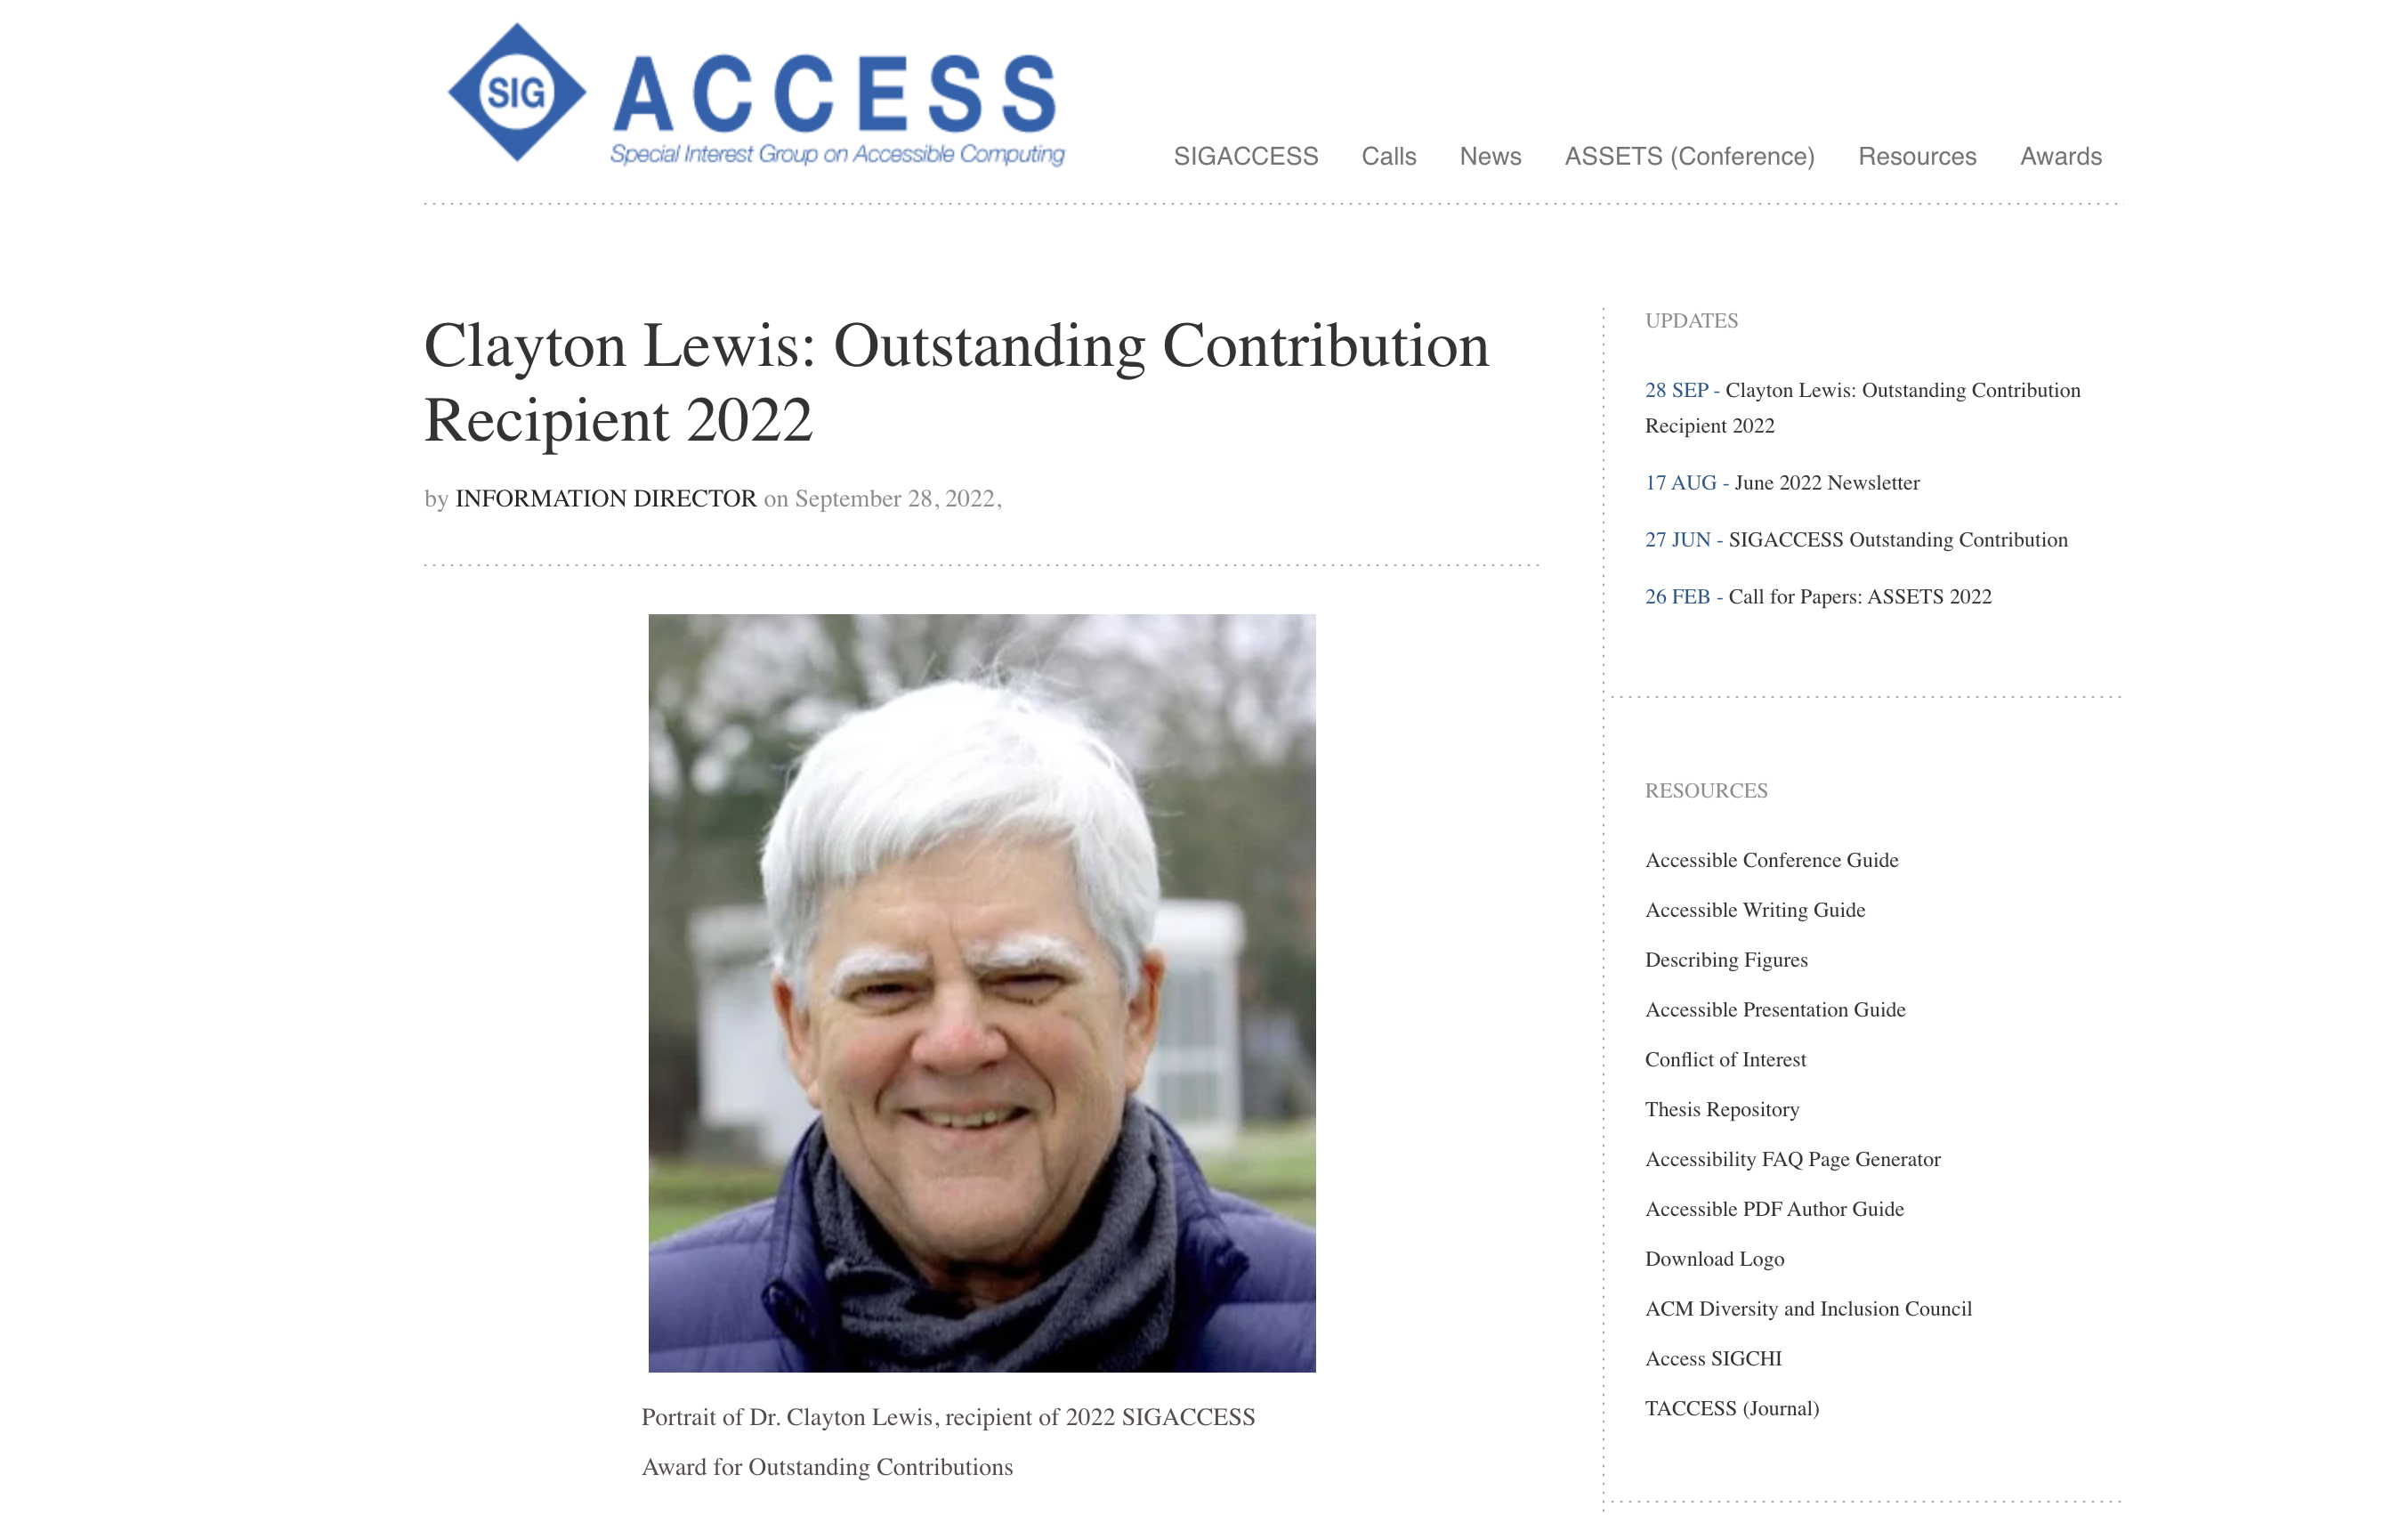 SIG ACCESS
Special Interest Group on Accessible Computing
SIGACCESS Calls News ASSETS (Conference) Resources Awards
Clayton Lewis: Outstanding Contribution
Recipient 2022
by INFORMATION DIRECTOR on September 28, 2022,
Portrait of Dr. Clayton Lewis, recipient of 2022 SIGACCESS
Award for Outstanding Contributions
UPDATES
28 SEP - Clayton Lewis: Outstanding Contribution
Recipient 2022
17 AUG - June 2022 Newsletter
27 JUN - SIGACCESS Outstanding Contribution
26 FEB - Call for Papers: ASSETS 2022
RESOURCES
Accessible Conference Guide
Accessible Writing Guide
Describing Figures
Accessible Presentation Guide
Conflict of Interest
Thesis Repository
Accessibility FAQ Page Generator
Accessible PDF Author Guide
Download Logo
ACM Diversity and Inclusion Council
Access SIGCHI
TACCESS (Journal)